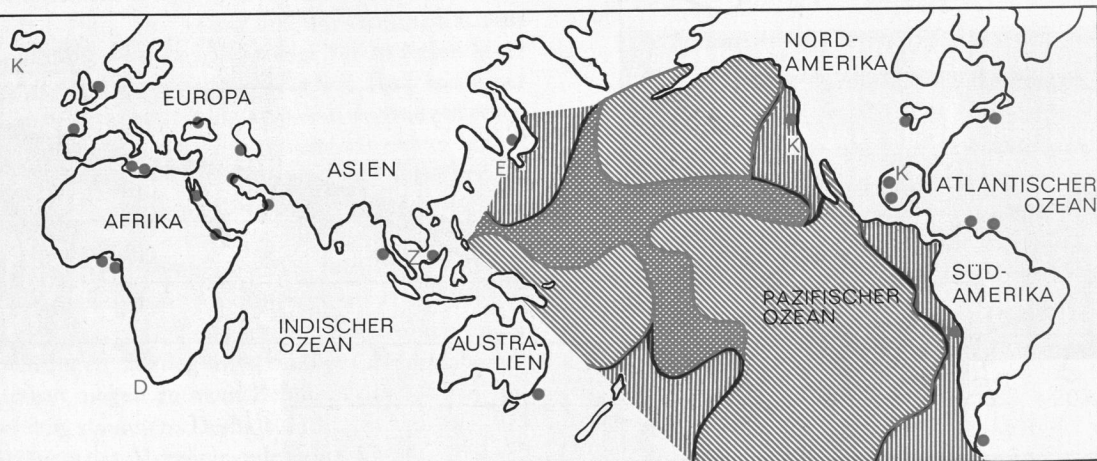 K
NORD-
AMERIKA
EUROPA
K
E
ASIEN
K
ATLANTISCHER
OZEAN
AFRIKA
Z
SÜD-
AMERIKA
PAZIFISCHER
OZEAN
INDISCHER
OZEAN
AUSTRA-
LIEN
D